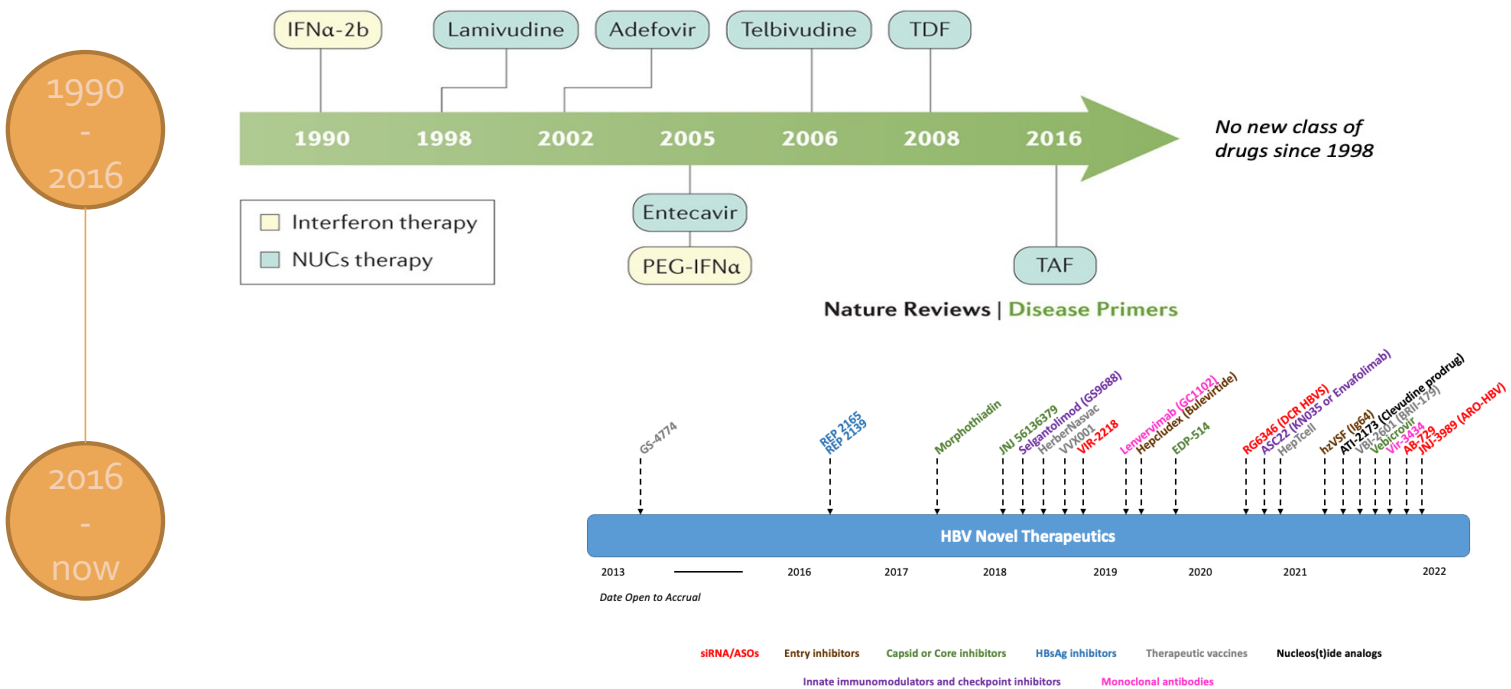 1990
-
2016
IFNα-2b
Lamivudine
Adefovir
Telbivudine
TDF
1990
1998
2002
2005
2006
2008
2016
No new class of
drugs since 1998
Interferon therapy
NUCs therapy
Entecavir
PEG-IFNα
TAF
Nature Reviews | Disease Primers
2016
-
now
GS-4774
REP 2165
REP 2139
Morphothiadin
JNJ 56136379
Selgantolimod (GS9688)
HerberNasvac
VVX001
VIR-2218
Lenvervimab (GC1102)
Hepcludex (Bulevirtide)
EDP-514
RG6346 (DCR HBVS)
ASC22 (KN035 or Envafolimab)
HepTcell
hzVSF (Ig64)
ATI-2173 (Clevudine prodrug)
VBI-2601 (BRII-179)
Vebicrovir
Vir-3434
AB-729
JNJ-3989 (ARO-HBV)
HBV Novel Therapeutics
2013
2016
2017
2018
2019
2020
2021
2022
Date Open to Accrual
siRNA/ASOs
Entry inhibitors
Capsid or Core inhibitors
HBsAg inhibitors
Therapeutic vaccines
Nucleos(t)ide analogs
Innate immunomodulators and checkpoint inhibitors
Monoclonal antibodies